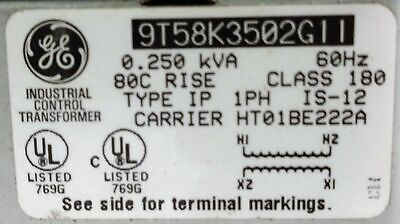 GE
9T58K3502G11
0.250 kVA 60Hz
80C RISE CLASS 180
TYPE IP 1PH IS-12
CARRIER HT01BE222A
INDUSTRIAL
CONTROL
TRANSFORMER
UL
LISTED
769G
C UL
LISTED
769G
H1 H2
X2 X1
See side for terminal markings.